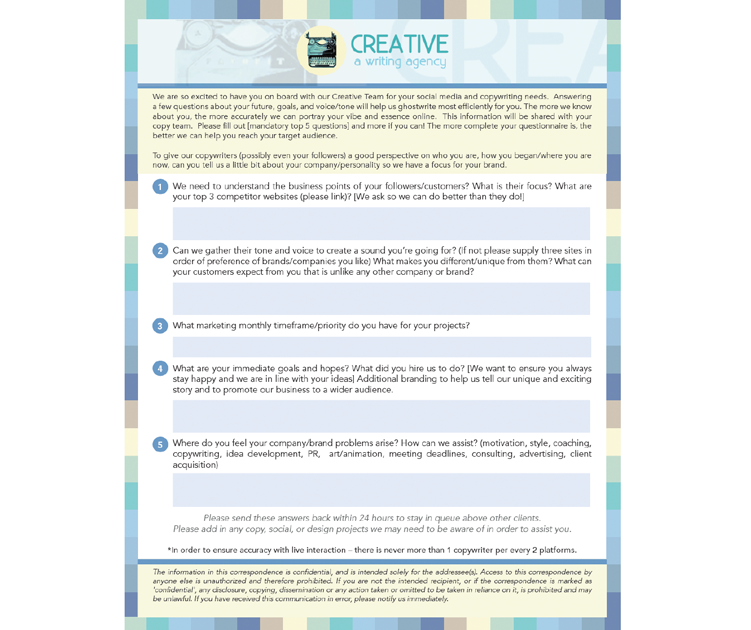 CREATIVE
a writing agency
We are so excited to have you on board with our Creative Team for your social media and copywriting needs. Answering
a few questions about your future, goals, and voice/tone will help us ghostwrite most efficiently for you. The more we know
about you, the more accurately we can portray your vibe and essence online. This information will be shared with your
copy team. Please fill out [mandatory top 5 questions] and more if you can! The more complete your questionnaire is, the
better we can help you reach your target audience.
To give our copywriters (possibly even your followers) a good perspective on who you are, how you began/where you are
now, can you tell us a little bit about your company/personality so we have a focus for your brand.
1 We need to understand the business points of your followers/customers? What is their focus? What are
your top 3 competitor websites (please link)? [We ask so we can do better than they do!]
2 Can we gather their tone and voice to create a sound you're going for? (If not please supply three sites in
order of preference of brands/companies you like) What makes you different/unique from them? What can
your customers expect from you that is unlike any other company or brand?
3 What marketing monthly timeframe/priority do you have for your projects?
4 What are your immediate goals and hopes? What did you hire us to do? [We want to ensure you always
stay happy and we are in line with your ideas] Additional branding to help us tell our unique and exciting
story and to promote our business to a wider audience.
5 Where do you feel your company/brand problems arise? How can we assist? (motivation, style, coaching,
copywriting, idea development, PR, art/animation, meeting deadlines, consulting, advertising, client
acquisition)
Please send these answers back within 24 hours to stay in queue above other clients.
Please add in any copy, social, or design projects we may need to be aware of in order to assist you.
*In order to ensure accuracy with live interaction – there is never more than 1 copywriter per every 2 platforms.
The information in this correspondence is confidential, and is intended solely for the addressee(s). Access to this correspondence by
anyone else is unauthorized and therefore prohibited. If you are not the intended recipient, or if the correspondence is marked as
'confidential', any disclosure, copying, dissemination or any action taken or omitted to be taken in reliance on it, is prohibited and may
be unlawful. If you have received this communication in error, please notify us immediately.